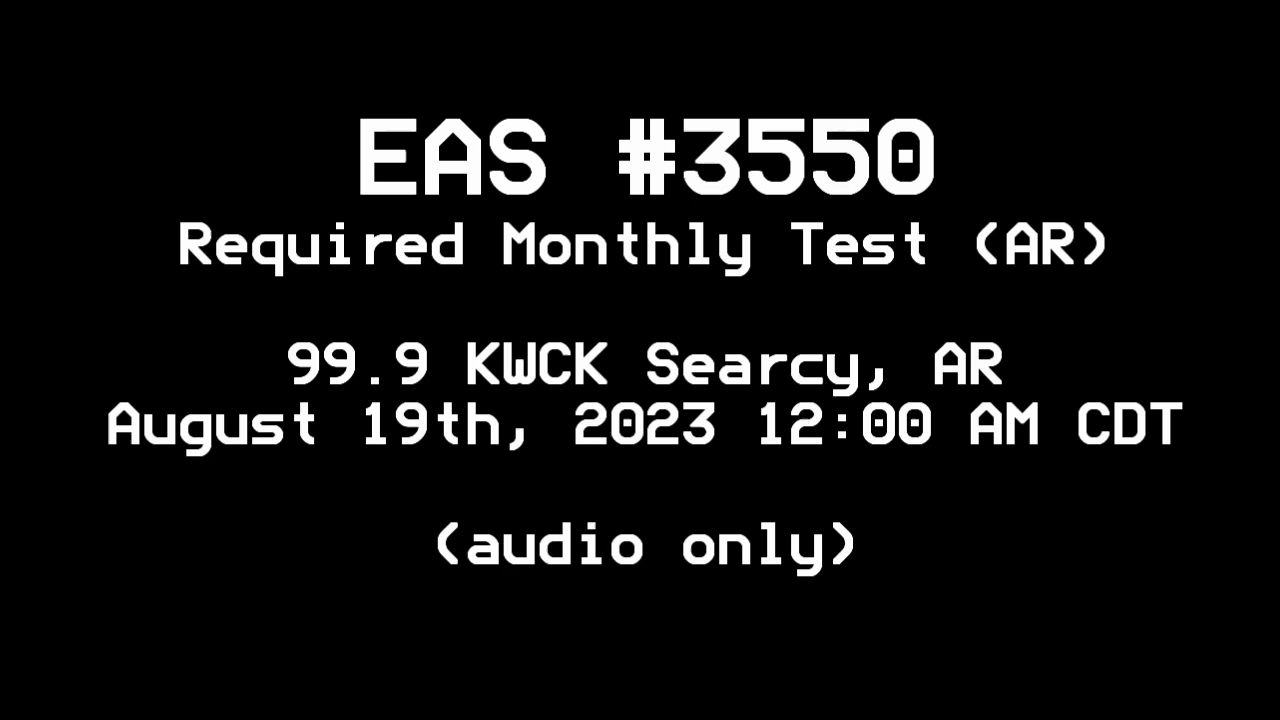 EAS #3550
Required Monthly Test (AR)
99.9 KWCK Searcy, AR
August 19th, 2023 12:00 AM CDT
(audio only)